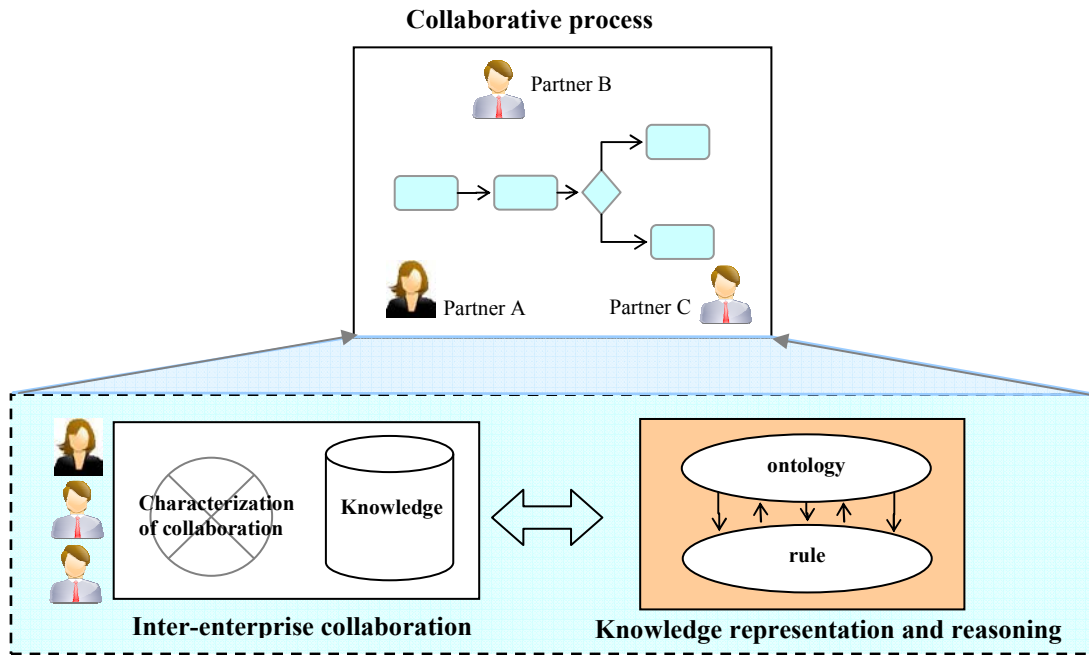 Collaborative process
Partner B
Partner A
Partner C
Characterization
of collaboration
Knowledge
ontology
rule
Inter-enterprise collaboration
Knowledge representation and reasoning